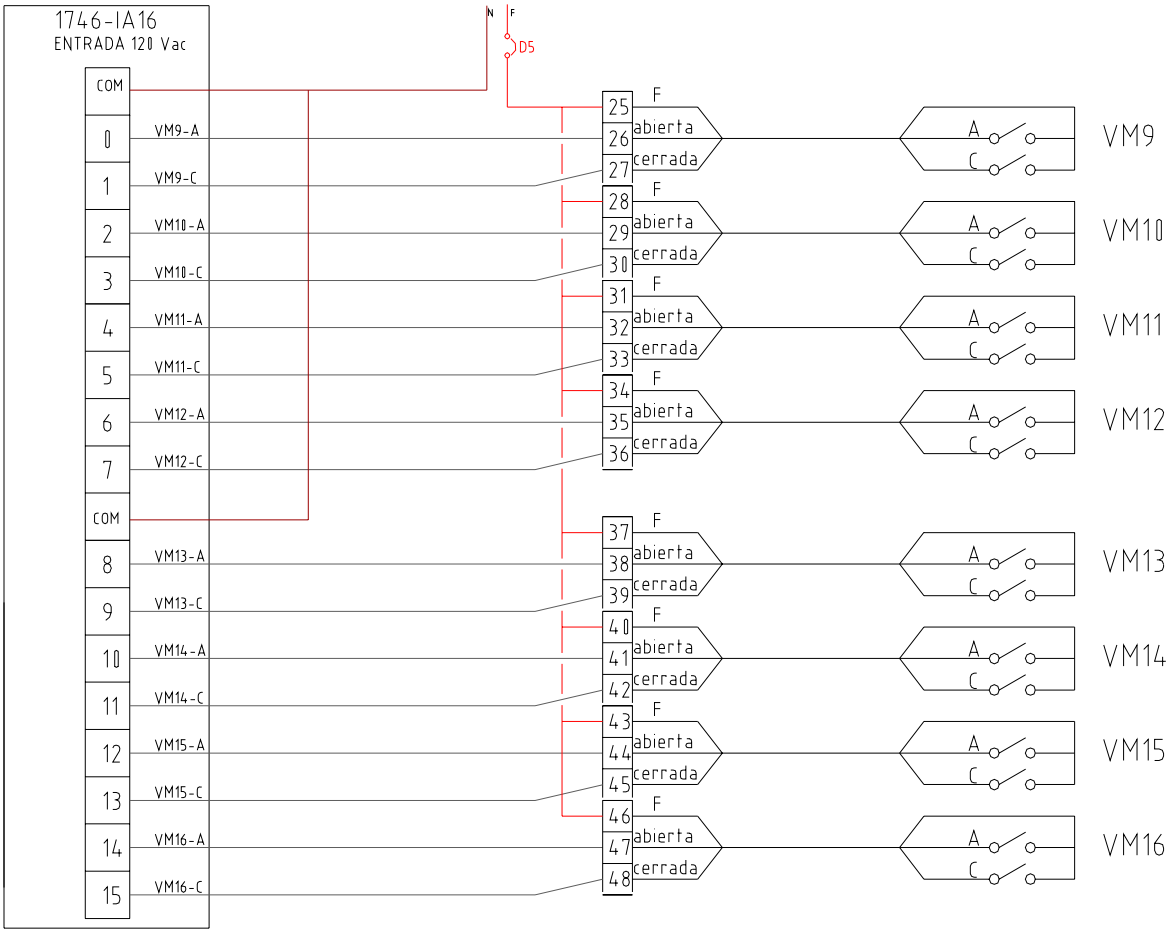 1746-IA16
ENTRADA 120 Vac
N F
D5
COM
25 F
0 VM9-A 26 abierta A VM9
27 cerrada C
1 VM9-C
28 F
2 VM10-A 29 abierta A VM10
30 cerrada C
3 VM10-C
31 F
4 VM11-A 32 abierta A VM11
33 cerrada C
5 VM11-C
34 F
6 VM12-A 35 abierta A VM12
36 cerrada C
7 VM12-C
COM
37 F
8 VM13-A 38 abierta A VM13
39 cerrada C
9 VM13-C
40 F
10 VM14-A 41 abierta A VM14
42 cerrada C
11 VM14-C
43 F
12 VM15-A 44 abierta A VM15
45 cerrada C
13 VM15-C
46 F
14 VM16-A 47 abierta A VM16
48 cerrada C
15 VM16-C